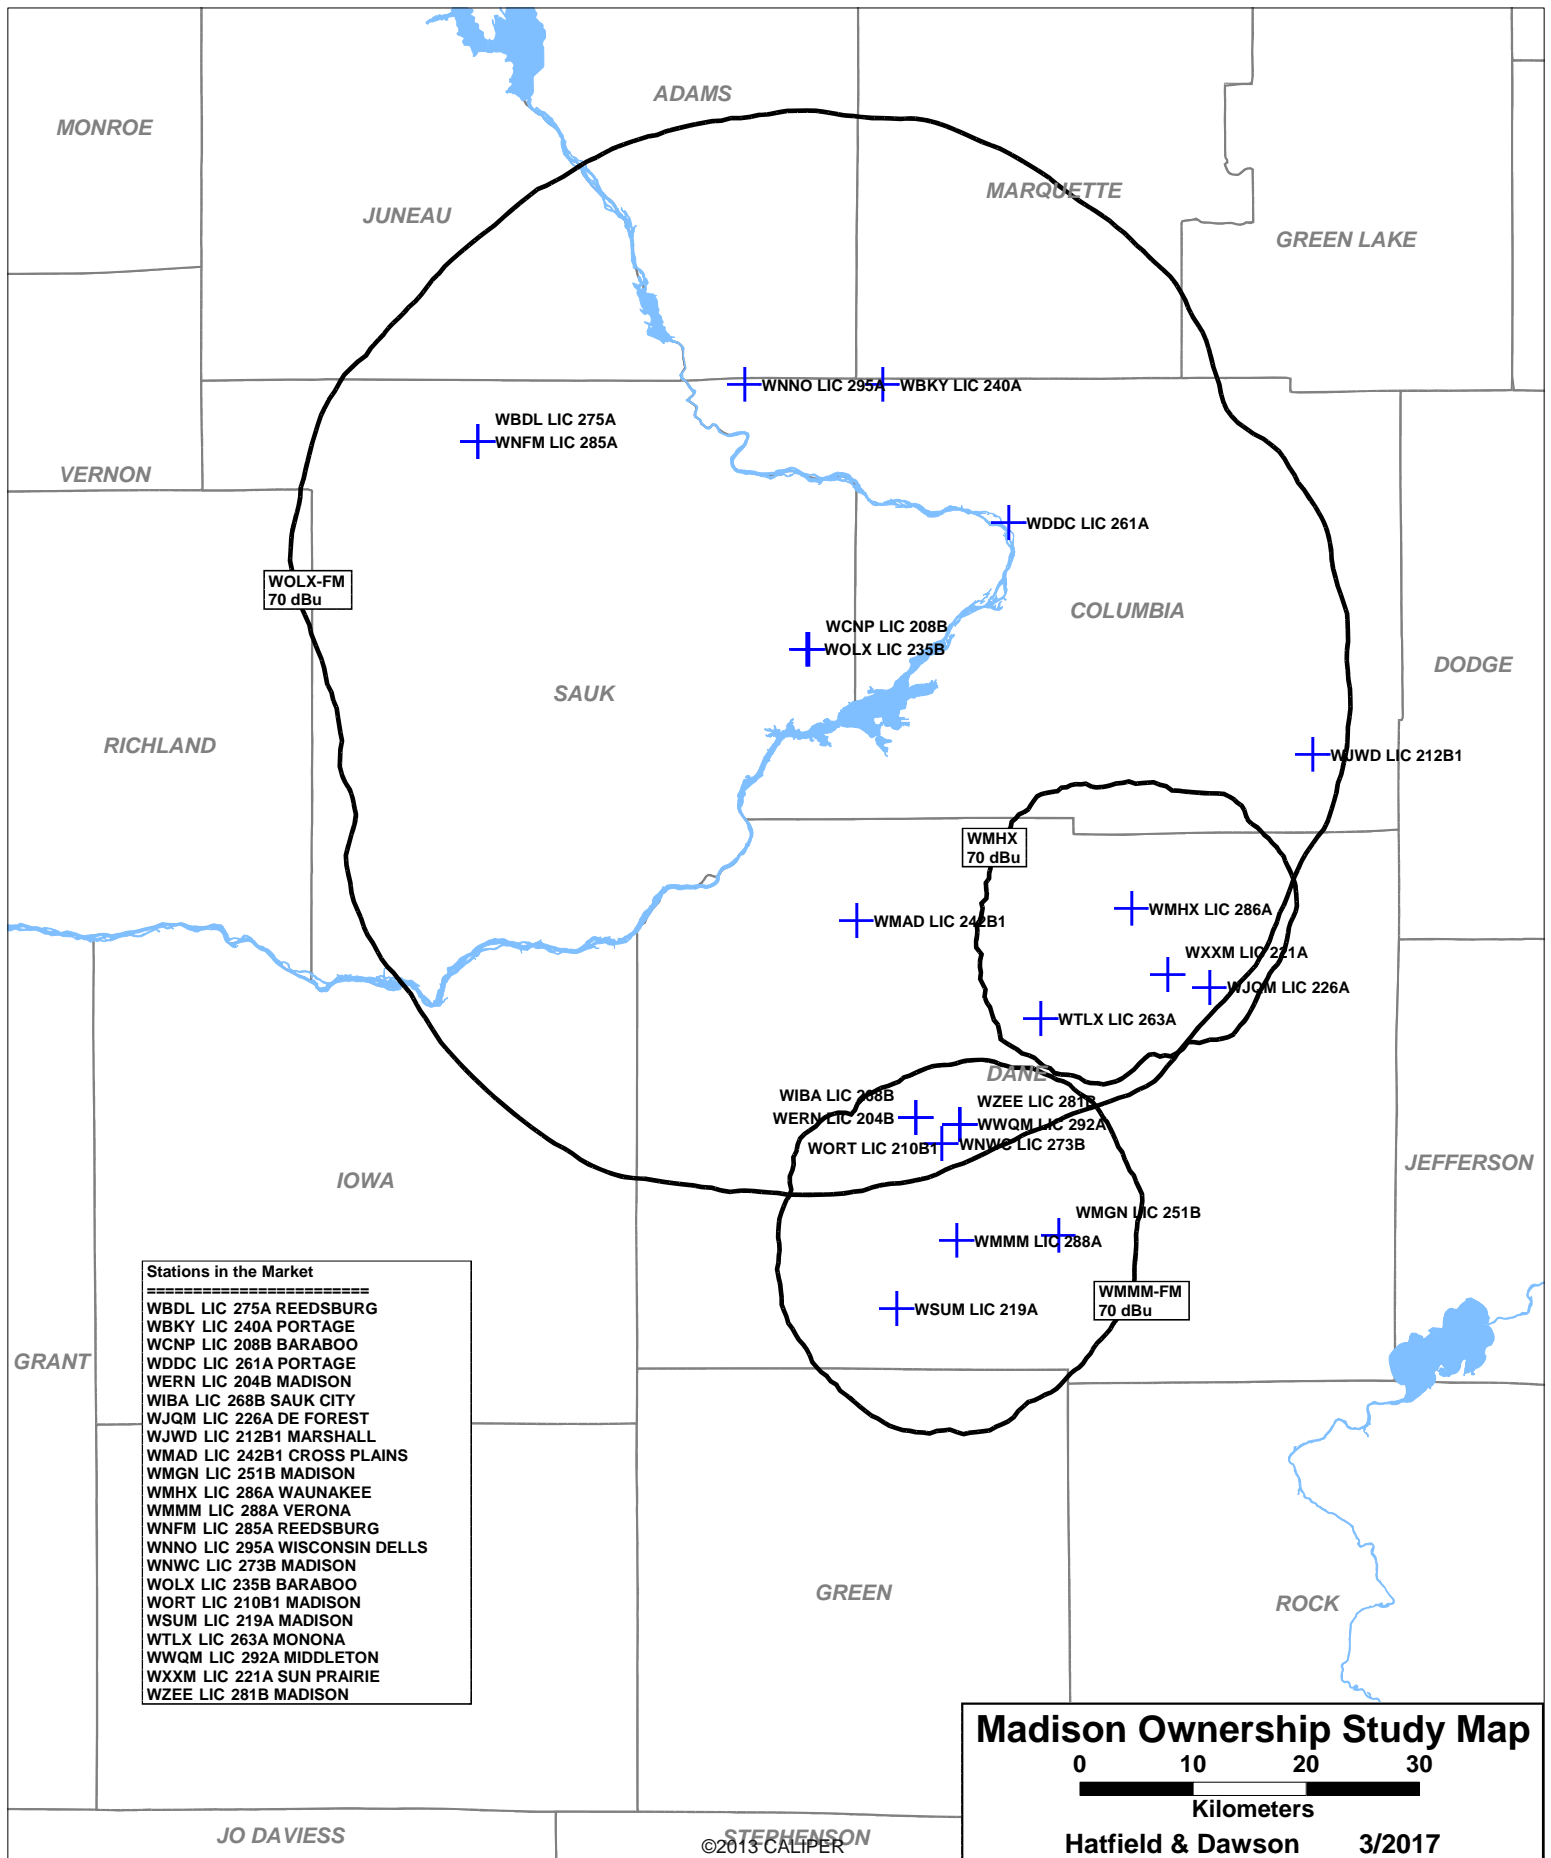 ADAMS
MONROE
MARQUETTE
JUNEAU
GREEN LAKE
WNNO LIC 295A
WBKY LIC 240A
WBDL LIC 275A
WNFM LIC 285A
VERNON
WDDC LIC 261A
WOLX-FM
70 dBu
COLUMBIA
WCNP LIC 208B
WOLX LIC 235B
DODGE
SAUK
RICHLAND
WJWD LIC 212B1
WMHX
70 dBu
WMHX LIC 286A
WMAD LIC 242B1
WXXM LIC 221A
WJQM LIC 226A
WTLX LIC 263A
DANE
WIBA LIC 268B
WZEE LIC 281B
WERN LIC 204B
WWQM LIC 292A
WORT LIC 210B1
WNWC LIC 273B
JEFFERSON
IOWA
WMGN LIC 251B
WMMM LIC 288A
WMMM-FM
70 dBu
WSUM LIC 219A
GRANT
Stations in the Market
========================
WBDL LIC 275A REEDSBURG
WBKY LIC 240A PORTAGE
WCNP LIC 208B BARABOO
WDDC LIC 261A PORTAGE
WERN LIC 204B MADISON
WIBA LIC 268B SAUK CITY
WJQM LIC 226A DE FOREST
WJWD LIC 212B1 MARSHALL
WMAD LIC 242B1 CROSS PLAINS
WMGN LIC 251B MADISON
WMHX LIC 286A WAUNAKEE
WMMM LIC 288A VERONA
WNFM LIC 285A REEDSBURG
WNNO LIC 295A WISCONSIN DELLS
WNWC LIC 273B MADISON
WOLX LIC 235B BARABOO
WORT LIC 210B1 MADISON
WSUM LIC 219A MADISON
WTLX LIC 263A MONONA
WWQM LIC 292A MIDDLETON
WXXM LIC 221A SUN PRAIRIE
WZEE LIC 281B MADISON
GREEN
ROCK
Madison Ownership Study Map
0 10 20 30
Kilometers
Hatfield & Dawson 3/2017
JO DAVIESS
STEPHENSON
©2013 CALIPER